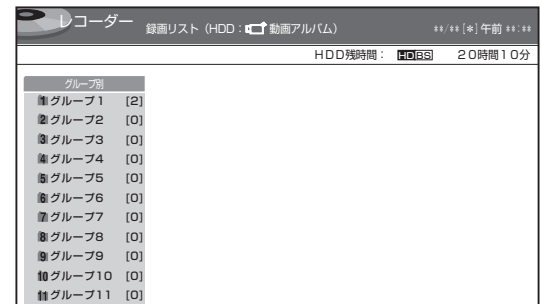 レコーダー 録画リスト（HDD：動画アルバム） **/**[*]午前 **:**
HDD残時間： HD BS 20時間10分
グループ別
1 グループ1 [2]
2 グループ2 [0]
3 グループ3 [0]
4 グループ4 [0]
5 グループ5 [0]
6 グループ6 [0]
7 グループ7 [0]
8 グループ8 [0]
9 グループ9 [0]
10 グループ10 [0]
11 グループ11 [0]